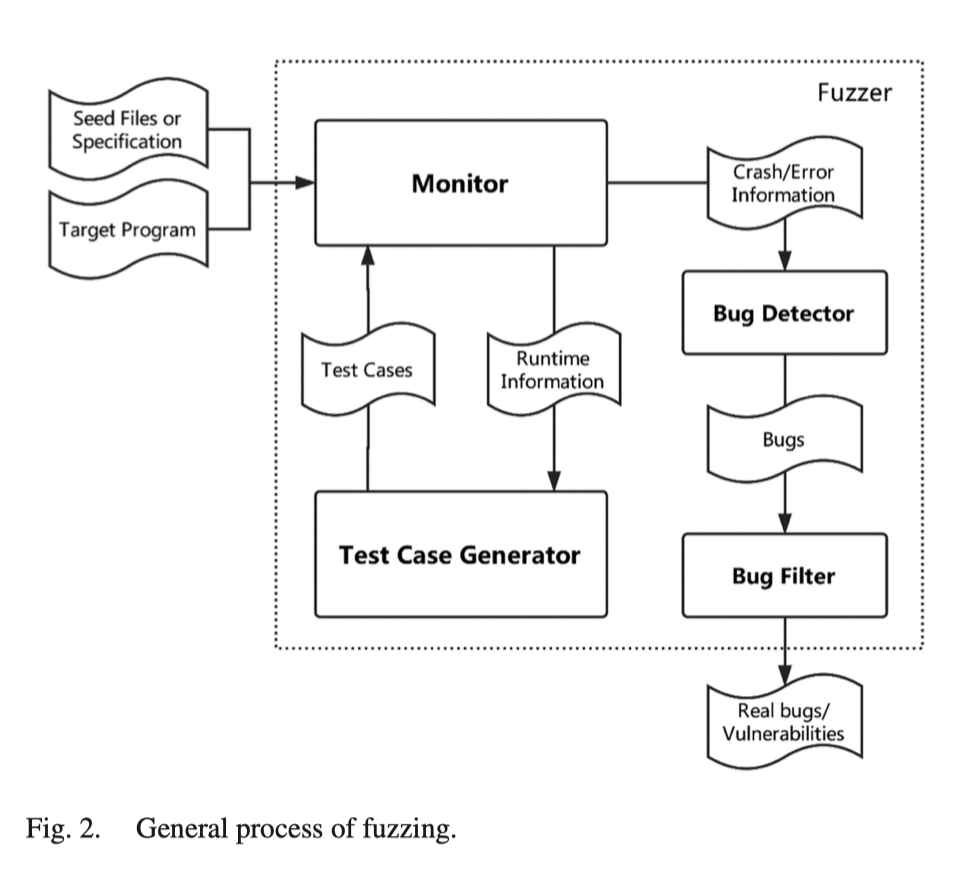 Fuzzer
Seed Files or
Specification
Target Program
Monitor
Crash/Error
Information
Bug Detector
Test Cases
Runtime
Information
Bugs
Test Case Generator
Bug Filter
Real bugs/
Vulnerabilities
Fig. 2. General process of fuzzing.